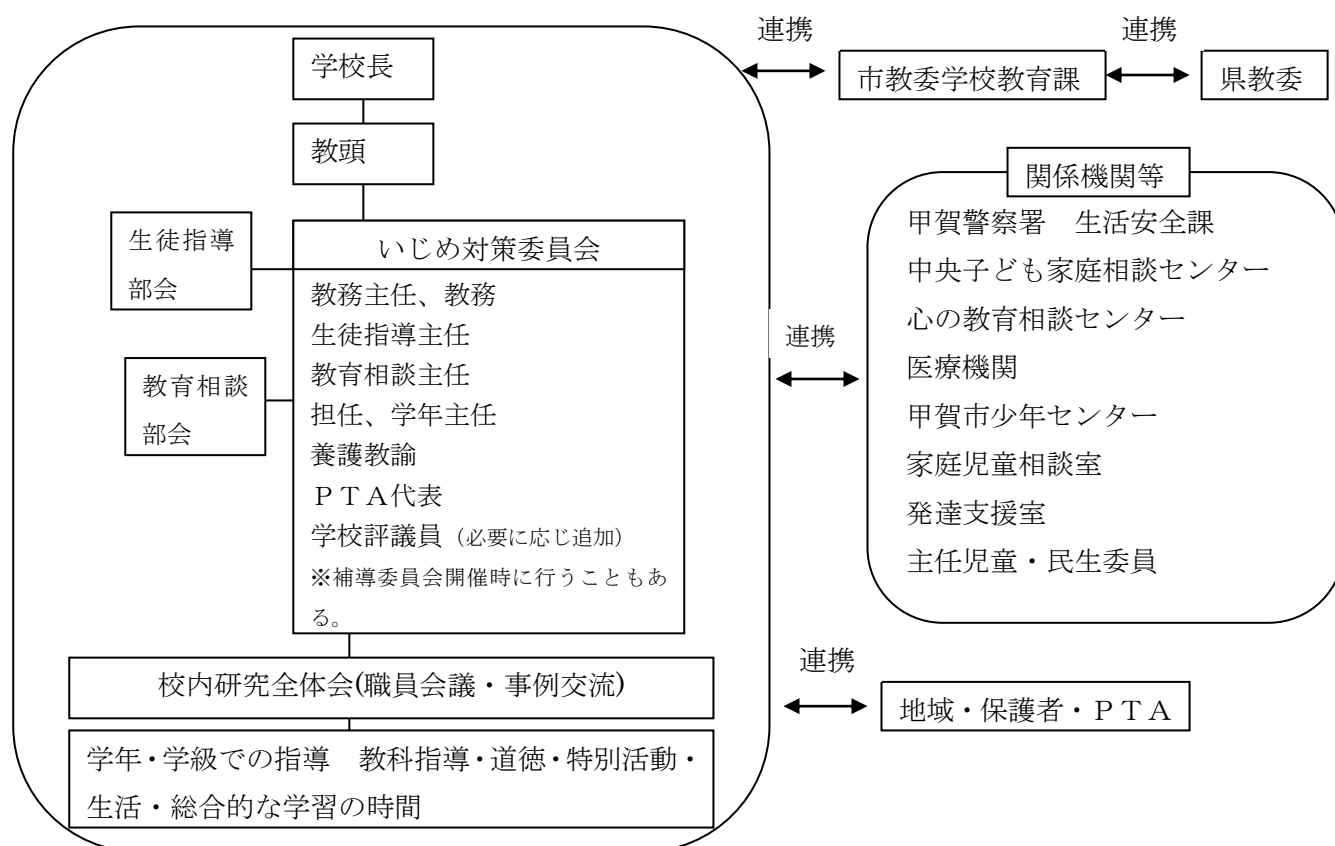 学校長
教頭
生徒指導
部会
教育相談
部会
いじめ対策委員会
教務主任、教務
生徒指導主任
教育相談主任
担任、学年主任
養護教諭
ＰＴＡ代表
学校評議員（必要に応じ追加）
※補導委員会開催時に行うこともあ
る。
校内研究全体会(職員会議・事例交流)
学年・学級での指導　教科指導・道徳・特別活動・
生活・総合的な学習の時間
連携
市教委学校教育課
連携
県教委
連携
関係機関等
甲賀警察署　生活安全課
中央子ども家庭相談センター
心の教育相談センター
医療機関
甲賀市少年センター
家庭児童相談室
発達支援室
主任児童・民生委員
連携
地域・保護者・ＰＴＡ